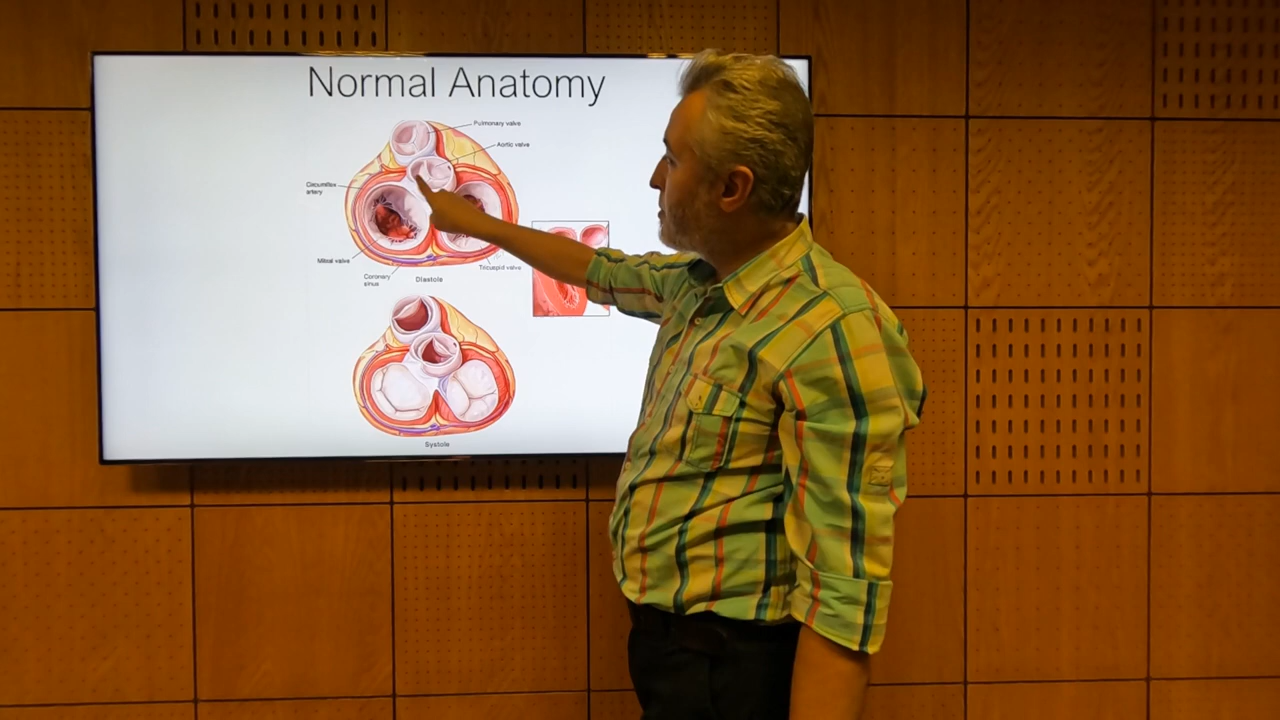 Normal Anatomy
Pulmonary valve
Aortic valve
Circumflex
artery
Mitral valve
Coronary
sinus
Diastole
Tricuspid valve
Systole